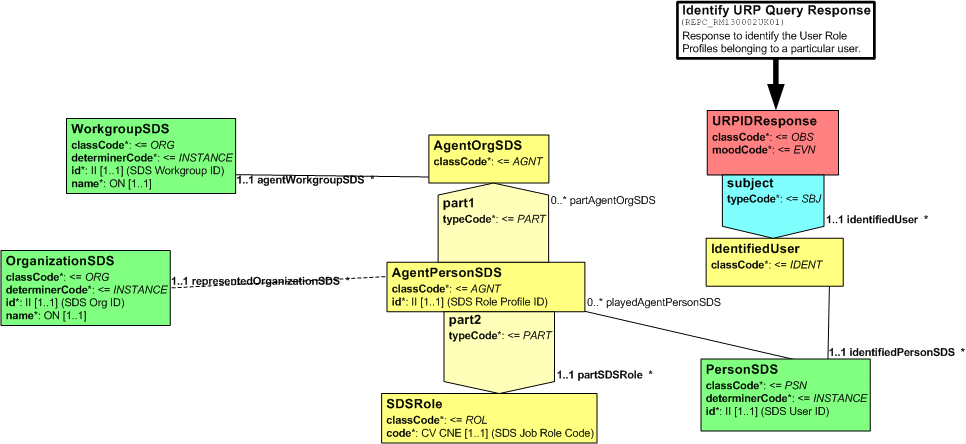 Identify URP Query Response
(REPC_RM130002UK01)
Response to identify the User Role
Profiles belonging to a particular user.
URPIDResponse
classCode*: <= OBS
moodCode*: <= EVN
subject
typeCode*: <= SBJ
1..1 identifiedUser *
IdentifiedUser
classCode*: <= IDENT
1..1 identifiedPersonSDS *
PersonSDS
classCode*: <= PSN
determinerCode*: <= INSTANCE
id*: II [1..1] (SDS User ID)
0..* playedAgentPersonSDS
WorkgroupSDS
classCode*: <= ORG
determinerCode*: <= INSTANCE
id*: II [1..1] (SDS Workgroup ID)
name*: ON [1..1]
1..1 agentWorkgroupSDS *
AgentOrgSDS
classCode*: <= AGNT
0..* partAgentOrgSDS
part1
typeCode*: <= PART
OrganizationSDS
classCode*: <= ORG
determinerCode*: <= INSTANCE
id*: II [1..1] (SDS Org ID)
name*: ON [1..1]
1..1 representedOrganizationSDS *
AgentPersonSDS
classCode*: <= AGNT
id*: II [1..1] (SDS Role Profile ID)
part2
typeCode*: <= PART
1..1 partSDSRole *
SDSRole
classCode*: <= ROL
code*: CV CNE [1..1] (SDS Job Role Code)